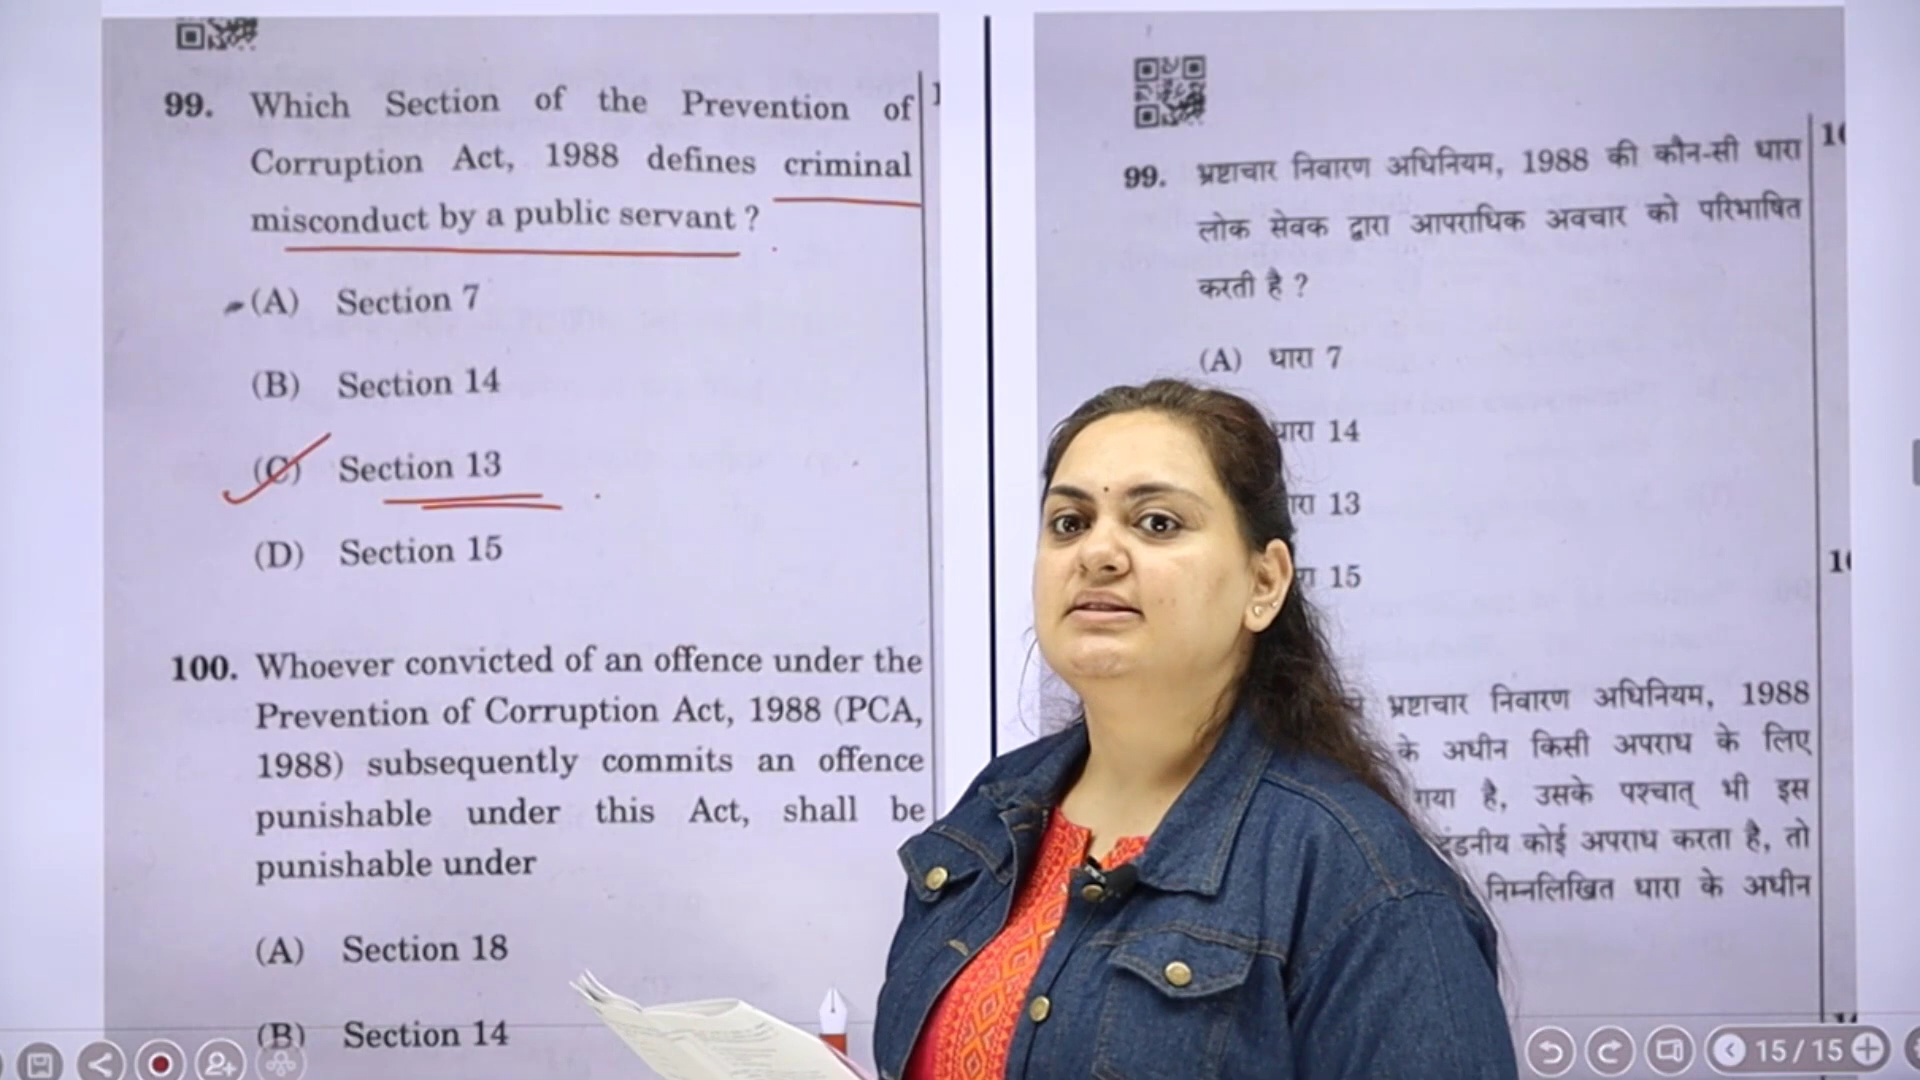 99. Which Section of the Prevention of
Corruption Act, 1988 defines criminal
misconduct by a public servant ?
(A) Section 7
(B) Section 14
(C) Section 13
(D) Section 15
100. Whoever convicted of an offence under the
Prevention of Corruption Act, 1988 (PCA,
1988) subsequently commits an offence
punishable under this Act, shall be
punishable under
(A) Section 18
(B) Section 14
99. भ्रष्टाचार निवारण अधिनियम, 1988 की कौन-सी धारा
लोक सेवक द्वारा आपराधिक अवचार को परिभाषित
करती है ?
(A) धारा 7
धारा 14
13
15
भ्रष्टाचार निवारण अधिनियम, 1988
के अधीन किसी अपराध के लिए
गया है, उसके पश्चात् भी इस
दंडनीय कोई अपराध करता है, तो
निम्नलिखित धारा के अधीन
15/15